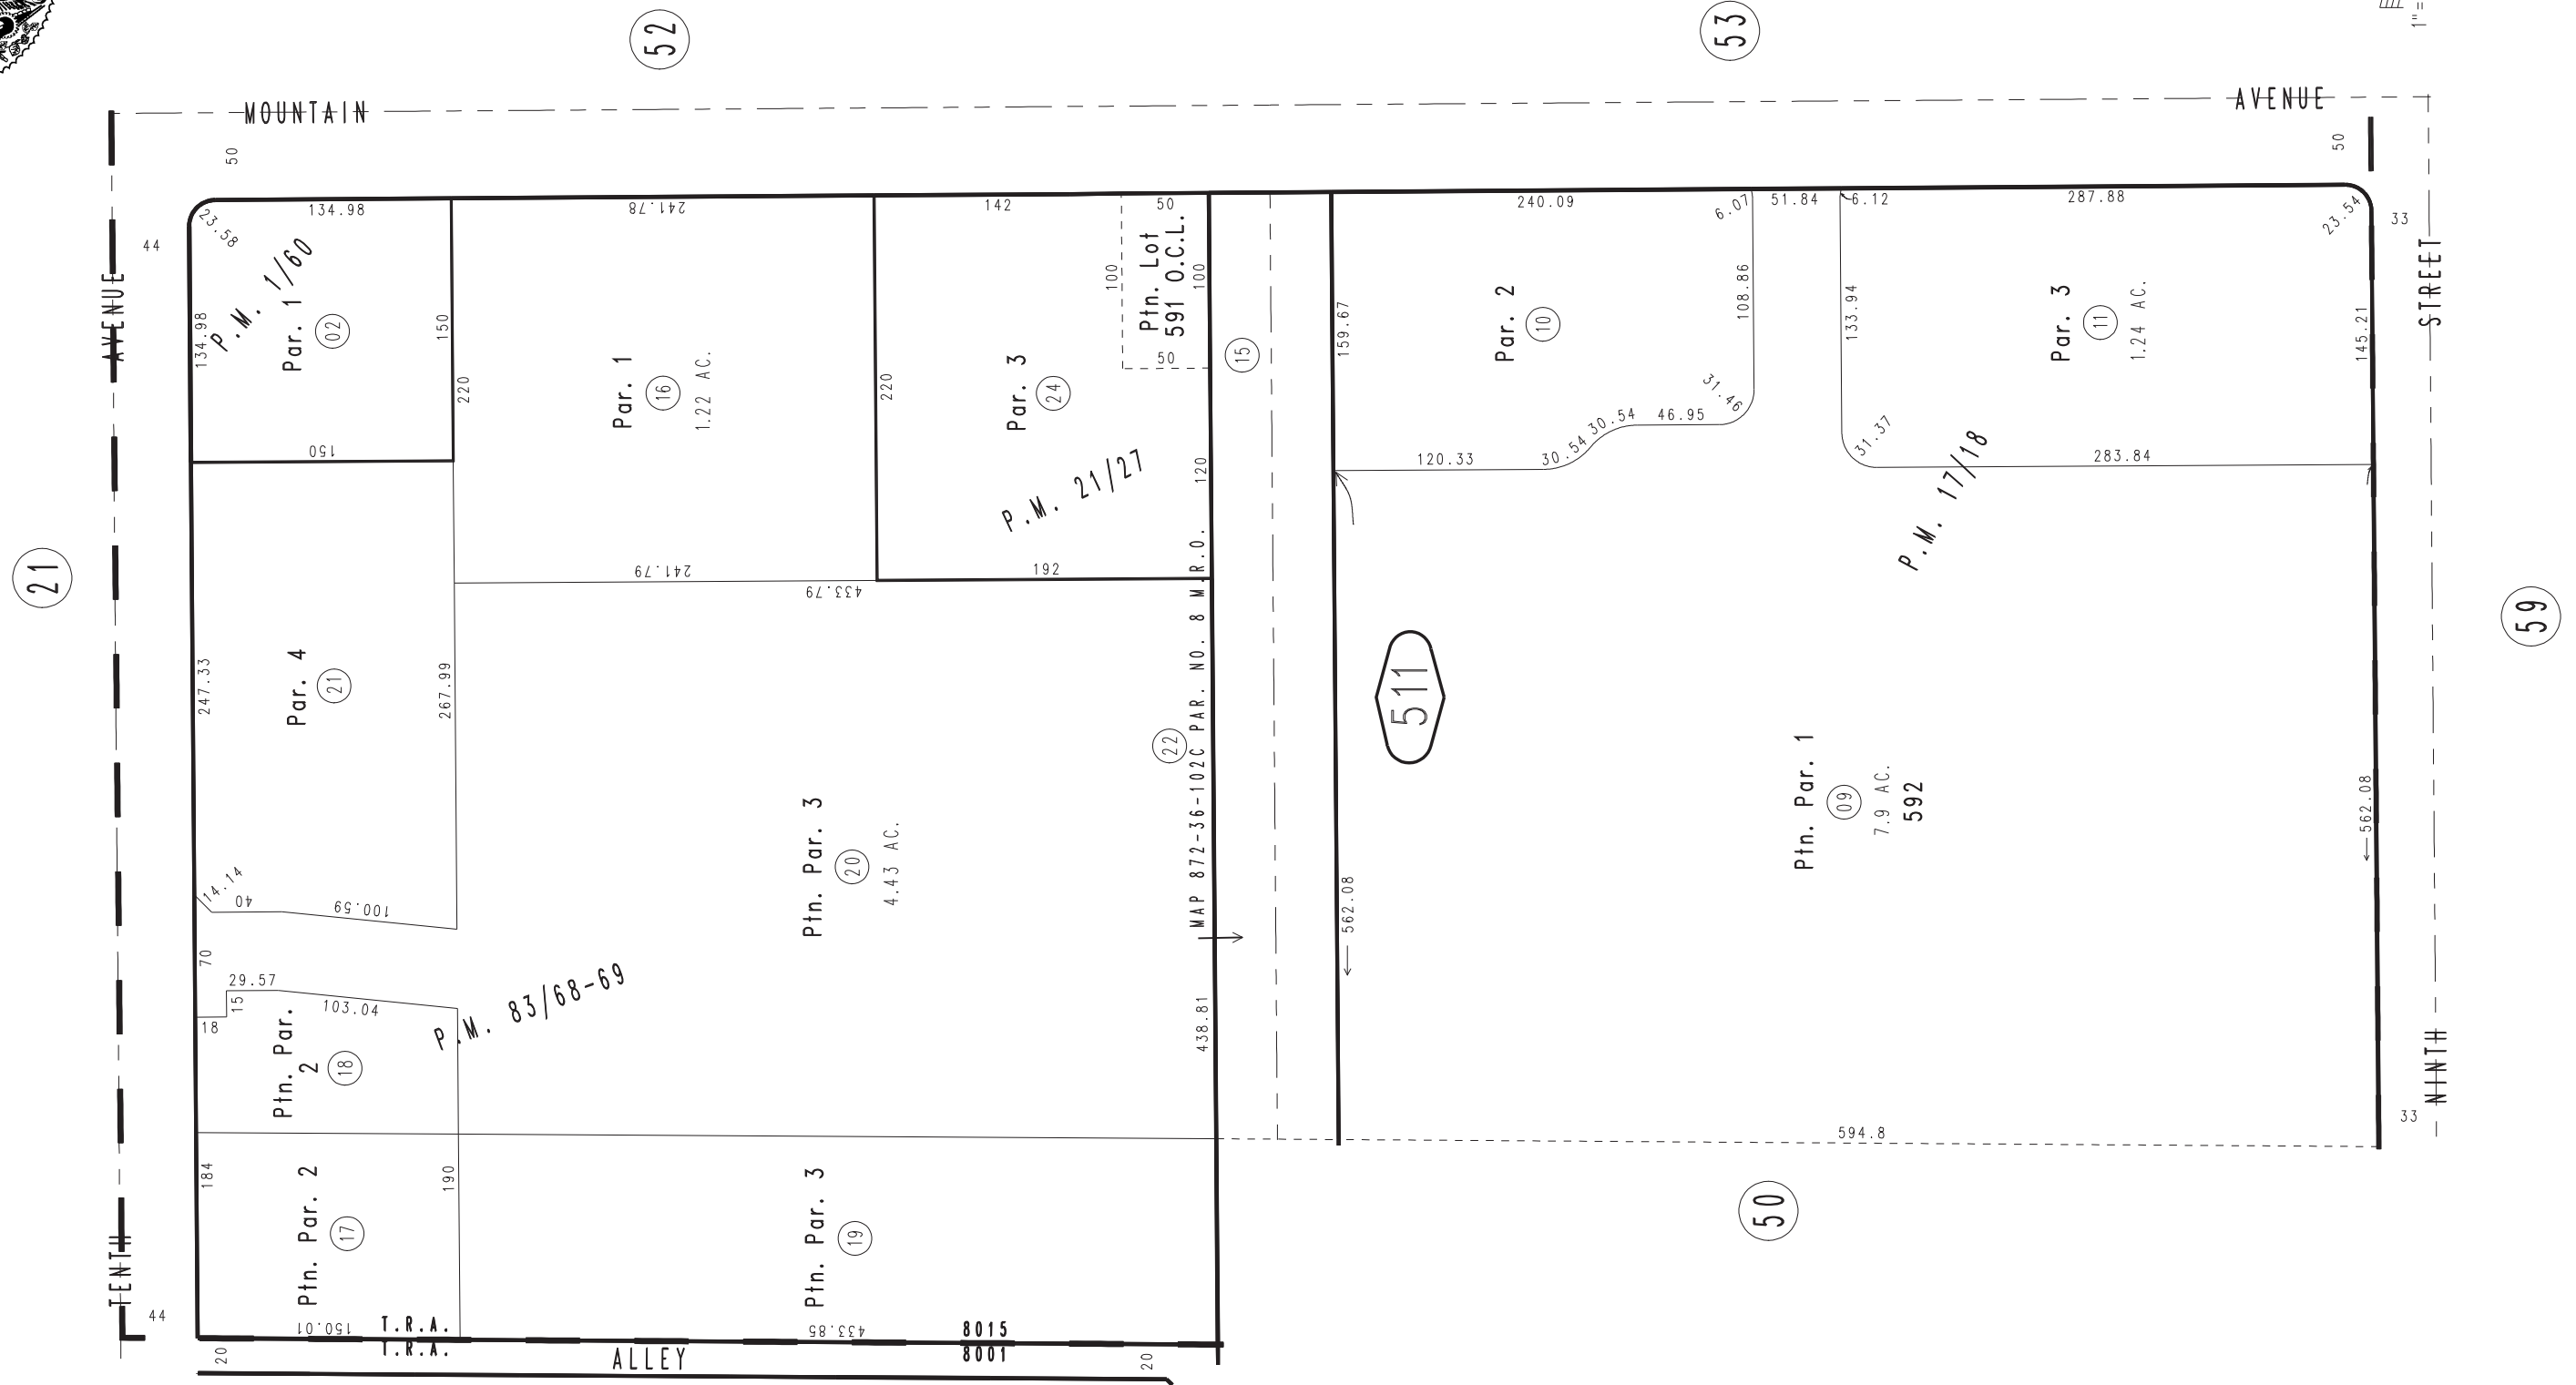 52
53
1"=
MOUNTAIN
AVENUE
50
50
44
33
AVENUE
STREET
23.58
134.98
241.78
142
50
240.09
6.07
51.84
6.12
287.88
23.54
P.M. 1/60
Par. 1
02
134.98
150
150
220
Par. 1
16
1.22 AC.
220
Par. 3
24
100
Ptn. Lot
591 O.C.L.
100
50
15
120
159.67
Par. 2
10
108.86
31.46
46.95
30.54
30.54
120.33
133.94
31.37
Par. 3
11
1.24 AC.
145.21
283.84
P.M. 21/27
P.M. 17/18
241.79
433.79
192
21
59
247.33
Par. 4
21
267.99
22
MAP 872-36-102C PAR. NO. 8 M.R.O.
511
Ptn. Par. 3
20
4.43 AC.
Ptn. Par. 1
09
7.9 AC.
592
562.08
562.08
14.14
40
100.59
70
29.57
15
18
103.04
P.M. 83/68-69
438.81
Ptn. Par.
2
18
594.8
33
NINTH
184
Ptn. Par. 2
17
190
Ptn. Par. 3
19
50
TENTH
44
150.01
T.R.A.
433.85
8015
T.R.A.
8001
20
ALLEY
20